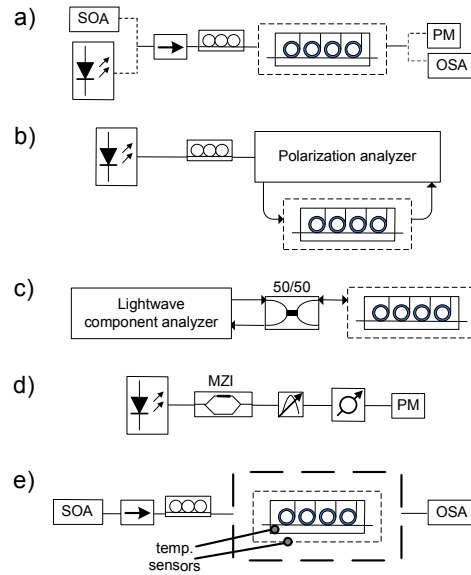 a)
SOA
PM
OSA
b)
Polarization analyzer
c)
50/50
Lightwave
component analyzer
d)
MZI
PM
e)
SOA
OSA
temp.
sensors